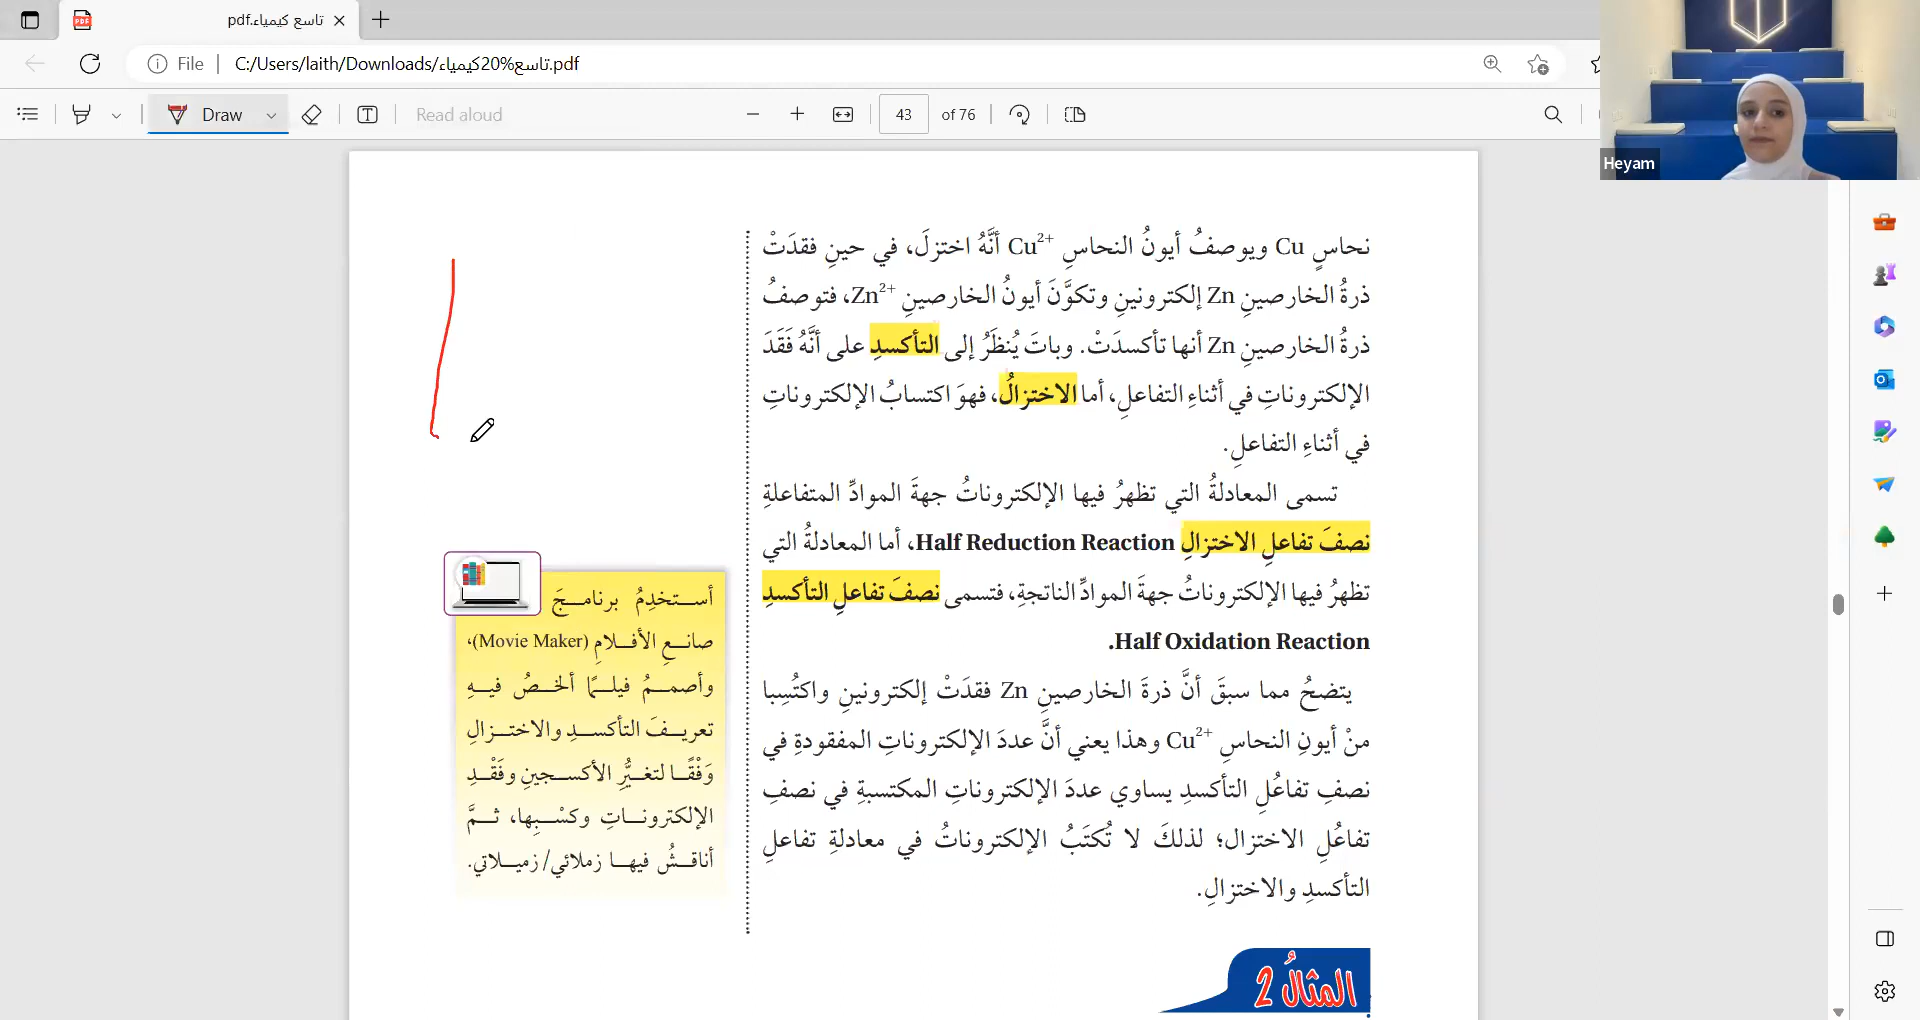 تاسع كيمياء.pdf
File
C:/Users/laith/Downloads/تاسع%20كيمياء.pdf
Draw
Read aloud
43
of 76
Heyam
نحاسٍ Cu ويوصفُ أيونُ النحاسِ Cu²⁺ أنَّهُ اختزلَ، في حينِ فقدَتْ
ذرةُ الخارصينِ Zn إلكترونينِ وتكوَّنَ أيونُ الخارصينِ Zn²⁺، فتوصفُ
ذرةُ الخارصينِ Zn أنها تأكسدَتْ. وباتَ يُنظَرُ إلى التأكسدِ على أنَّهُ فَقَدَ
الإلكتروناتِ في أثناءِ التفاعلِ، أما الاختزالُ، فهوَ اكتسابُ الإلكتروناتِ
في أثناءِ التفاعلِ.
تسمى المعادلةُ التي تظهرُ فيها الإلكتروناتُ جهةَ الموادِّ المتفاعلةِ
نصفَ تفاعلِ الاختزالِ Half Reduction Reaction، أما المعادلةُ التي
تظهرُ فيها الإلكتروناتُ جهةَ الموادِّ الناتجةِ، فتسمى نصفَ تفاعلِ التأكسدِ
Half Oxidation Reaction.
يتضحُ مما سبقَ أنَّ ذرةَ الخارصينِ Zn فقدَتْ إلكترونينِ واكتُسِبا
منْ أيونِ النحاسِ Cu²⁺ وهذا يعني أنَّ عددَ الإلكتروناتِ المفقودةِ في
نصفِ تفاعُلِ التأكسدِ يساوي عددَ الإلكتروناتِ المكتسبةِ في نصفِ
تفاعُلِ الاختزال؛ لذلكَ لا تُكتَبُ الإلكتروناتُ في معادلةِ تفاعلِ
التأكسدِ والاختزالِ.
أستخدِمُ برنامجَ
صانعِ الأفلامِ (Movie Maker)،
وأصممُ فيلمًا ألخصُ فيهِ
تعريفَ التأكسدِ والاختزالِ
وَفْقًا لتغيُّرِ الأكسجينِ وفَقْدِ
الإلكتروناتِ وكسْبِها، ثمَّ
أناقشُ فيها زملائي/ زميلاتي.
المثالُ 2